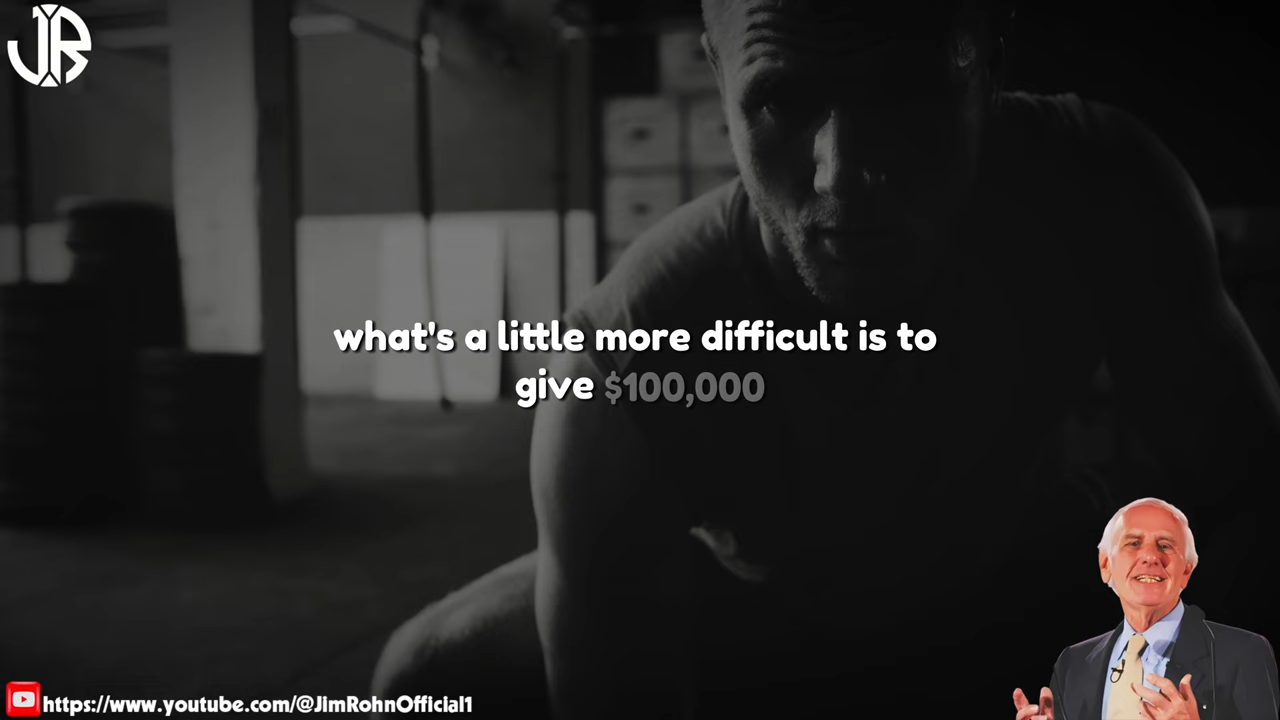 JR
what's a little more difficult is to
give $100,000
https://www.youtube.com/@JimRohnOfficial1